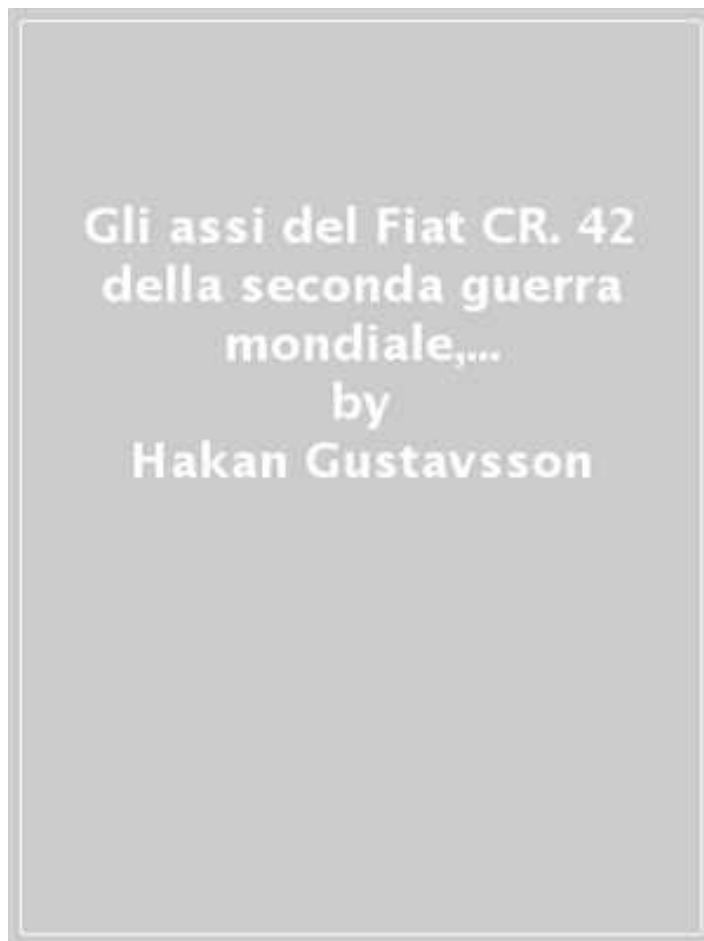 Gli assi del Fiat CR. 42
della seconda guerra
mondiale,...
by
Hakan Gustavsson